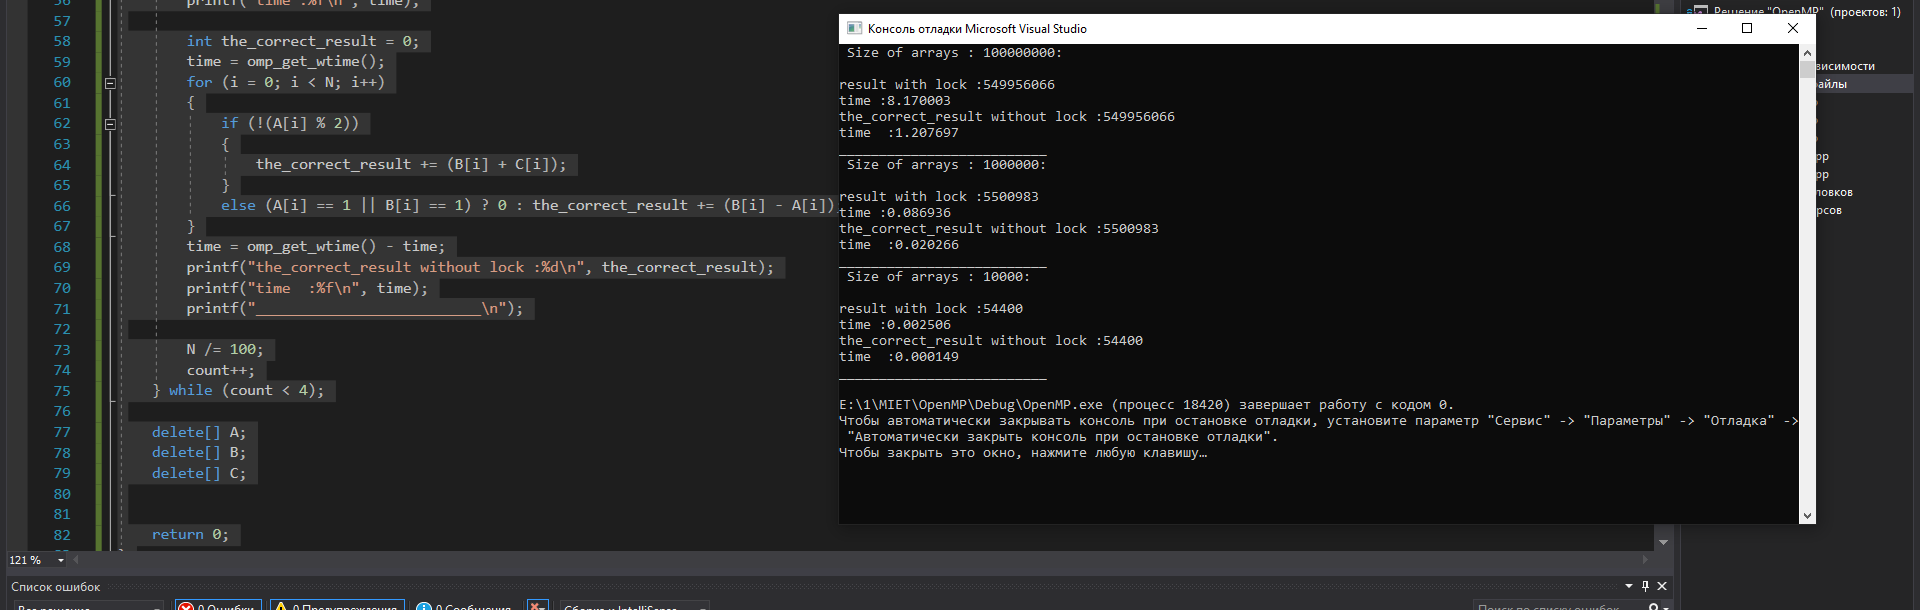 56 printf("time :%f\n", time);
57
58 int the_correct_result = 0;
59 time = omp_get_wtime();
60 for (i = 0; i < N; i++)
61 {
62 if (!(A[i] % 2))
63 {
64 the_correct_result += (B[i] + C[i]);
65 }
66 else (A[i] == 1 || B[i] == 1) ? 0 : the_correct_result += (B[i] - A[i])
67 }
68 time = omp_get_wtime() - time;
69 printf("the_correct_result without lock :%d\n", the_correct_result);
70 printf("time  :%f\n", time);
71 printf("__________________________\n");
72
73 N /= 100;
74 count++;
75 } while (count < 4);
76
77 delete[] A;
78 delete[] B;
79 delete[] C;
80
81
82 return 0;
121 %
Список ошибок
0 Ошибки
0 Предупреждения
0 Сообщения
Сборка и IntelliSense
Поиск по списку ошибок
Консоль отладки Microsoft Visual Studio
Size of arrays : 100000000:
result with lock :549956066
time :8.170003
the_correct_result without lock :549956066
time  :1.207697
__________________________
Size of arrays : 1000000:
result with lock :5500983
time :0.086936
the_correct_result without lock :5500983
time  :0.020266
__________________________
Size of arrays : 10000:
result with lock :54400
time :0.002506
the_correct_result without lock :54400
time  :0.000149
__________________________
E:\1\MIET\OpenMP\Debug\OpenMP.exe (процесс 18420) завершает работу с кодом 0.
Чтобы автоматически закрывать консоль при остановке отладки, установите параметр "Сервис" -> "Параметры" -> "Отладка" ->
"Автоматически закрыть консоль при остановке отладки".
Чтобы закрыть это окно, нажмите любую клавишу…
Решение "OpenMP" (проектов: 1)
висимости
айлы
рр
рр
ловков
рсов